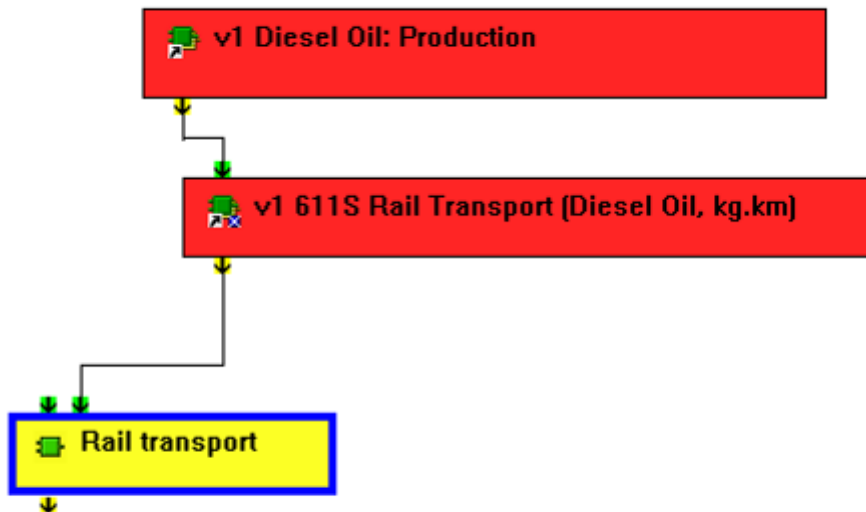 v1 Diesel Oil: Production
v1 611S Rail Transport (Diesel Oil, kg.km)
Rail transport